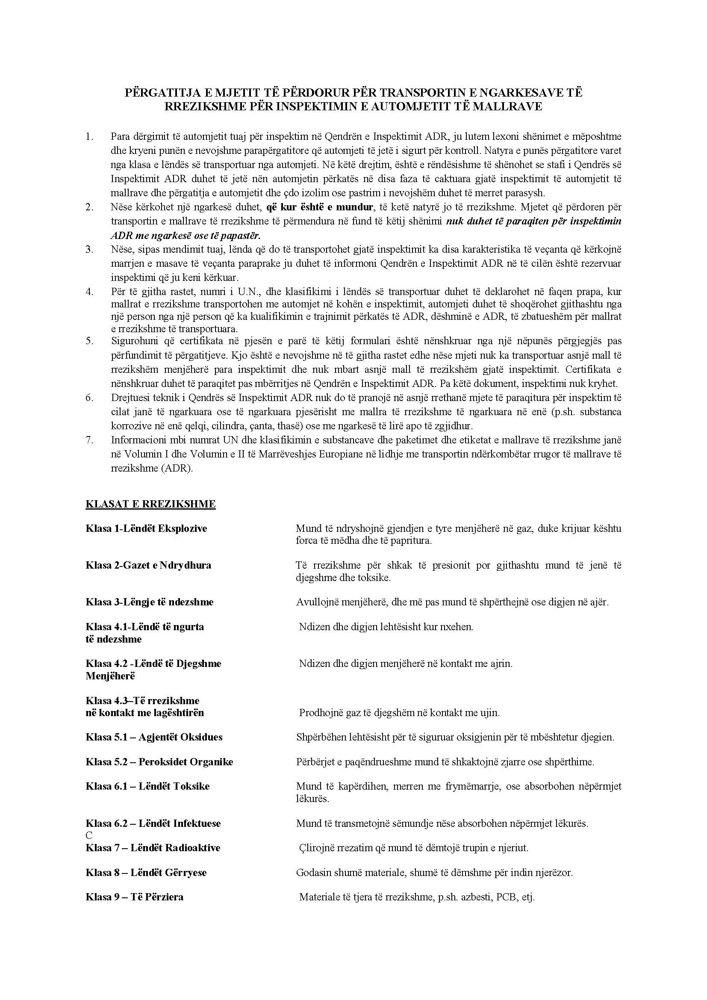 PËRGATITJA E MJETIT TË PËRDORUR PËR TRANSPORTIN E NGARKESAVE TË
RREZIKSHME PËR INSPEKTIMIN E AUTOMJETIT TË MALLRAVE
1. Para dërgimit të automjetit tuaj për inspektim në Qendrën e Inspektimit ADR, ju lutem lexoni shënimet e mëposhtme
dhe kryeni punën e nevojshme parapërgatitore që automjeti të jetë i sigurt për kontroll. Natyra e punës përgatitore varet
nga klasa e lëndës së transportuar nga automjeti. Në këtë drejtim, është e rëndësishme të shënohet se stafi i Qendrës së
Inspektimit ADR duhet të jetë nën automjetin përkatës në disa faza të caktuara gjatë inspektimit të automjetit të
mallrave dhe përgatitja e automjetit dhe çdo izolim ose pastrim i nevojshëm duhet të merret parasysh.
2. Nëse kërkohet një ngarkesë duhet, që kur është e mundur, të ketë natyrë jo të rrezikshme. Mjetet që përdoren për
transportin e mallrave të rrezikshme të përmendura në fund të këtij shënimi nuk duhet të paraqiten për inspektimin
ADR me ngarkesë ose të papastër.
3. Nëse, sipas mendimit tuaj, lënda që do të transportohet gjatë inspektimit ka disa karakteristika të veçanta që kërkojnë
marrjen e masave të veçanta paraprake ju duhet të informoni Qendrën e Inspektimit ADR në të cilën është rezervuar
inspektimi që ju keni kërkuar.
4. Për të gjitha rastet, numri i U.N., dhe klasifikimi i lëndës së transportuar duhet të deklarohet në faqen prapa, kur
mallrat e rrezikshme transportohen me automjet në kohën e inspektimit, automjeti duhet të shoqërohet gjithashtu nga
një person nga një person që ka kualifikimin e trajnimit përkatës të ADR, dëshminë e ADR, të zbatueshëm për mallrat
e rrezikshme të transportuara.
5. Sigurohuni që certifikata në pjesën e parë të këtij formulari është nënshkruar nga një nëpunës përgjegjës pas
përfundimit të përgatitjeve. Kjo është e nevojshme në të gjitha rastet edhe nëse mjeti nuk ka transportuar asnjë mall të
rrezikshëm menjëherë para inspektimit dhe nuk mbart asnjë mall të rrezikshëm gjatë inspektimit. Certifikata e
nënshkruar duhet të paraqitet pas mbërritjes në Qendrën e Inspektimit ADR. Pa këtë dokument, inspektimi nuk kryhet.
6. Drejtuesi teknik i Qendrës së Inspektimit ADR nuk do të pranojë në asnjë rrethanë mjete të paraqitura për inspektim të
cilat janë të ngarkuara ose të ngarkuara pjesërisht me mallra të rrezikshme të ngarkuara në enë (p.sh. substanca
korrozive në enë qelqi, cilindra, çanta, thasë) ose me ngarkesë të lirë apo të zgjidhur.
7. Informacioni mbi numrat UN dhe klasifikimin e substancave dhe paketimet dhe etiketat e mallrave të rrezikshme janë
në Volumin I dhe Volumin e II të Marrëveshjes Europiane në lidhje me transportin ndërkombëtar rrugor të mallrave të
rrezikshme (ADR).
KLASAT E RREZIKSHME
Klasa 1-Lëndët Eksplozive Mund të ndryshojnë gjendjen e tyre menjëherë në gaz, duke krijuar kështu
forca të mëdha dhe të papritura.
Klasa 2-Gazet e Ndrydhura Të rrezikshme për shkak të presionit por gjithashtu mund të jenë të
djegshme dhe toksike.
Klasa 3-Lëngje të ndezshme Avullojnë menjëherë, dhe më pas mund të shpërthejnë ose digjen në ajër.
Klasa 4.1-Lëndë të ngurta Ndizen dhe digjen lehtësisht kur nxehen.
të ndezshme
Klasa 4.2 -Lëndë të Djegshme Ndizen dhe digjen menjëherë në kontakt me ajrin.
Menjëherë
Klasa 4.3–Të rrezikshme
në kontakt me lagështirën Prodhojnë gaz të djegshëm në kontakt me ujin.
Klasa 5.1 – Agjentët Oksidues Shpërbëhen lehtësisht për të siguruar oksigjenin për të mbështetur djegien.
Klasa 5.2 – Peroksidet Organike Përbërjet e paqëndrueshme mund të shkaktojnë zjarre ose shpërthime.
Klasa 6.1 – Lëndët Toksike Mund të kapërdihen, merren me frymëmarrje, ose absorbohen nëpërmjet
lëkurës.
Klasa 6.2 – Lëndët Infektuese Mund të transmetojnë sëmundje nëse absorbohen nëpërmjet lëkurës.
C
Klasa 7 – Lëndët Radioaktive Çlirojnë rrezatim që mund të dëmtojë trupin e njeriut.
Klasa 8 – Lëndët Gërryese Godasin shumë materiale, shumë të dëmshme për indin njerëzor.
Klasa 9 – Të Përziera Materiale të tjera të rrezikshme, p.sh. azbesti, PCB, etj.